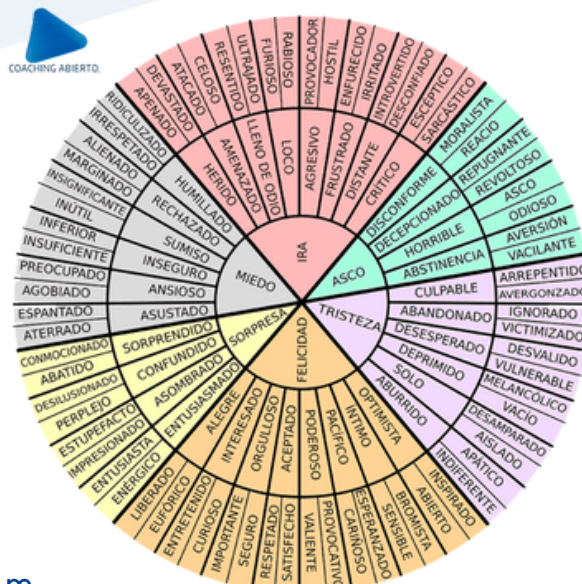 COACHING ABIERTO.
IRA
HERIDO
APENADO
DEVASTADO
AMENAZADO
ATACADO
CELOSO
LLENO DE ODIO
RESENTIDO
ULTRAJADO
LOCO
FURIOSO
RABIOSO
AGRESIVO
PROVOCADOR
HOSTIL
FRUSTRADO
ENFURECIDO
IRRITADO
DISTANTE
INTROVERTIDO
DESCONFIADO
CRITICO
ESCEPTICO
SARCÁSTICO
ASCO
DISCONFORME
MORALISTA
REACIO
DECEPCIONADO
REPUGNANTE
REVOLTOSO
HORRIBLE
ASCO
ODIOSO
ABSTINENCIA
AVERSIÓN
VACILANTE
TRISTEZA
CULPABLE
ARREPENTIDO
AVERGONZADO
ABANDONADO
IGNORADO
VICTIMIZADO
DESESPERADO
DESVALIDO
VULNERABLE
DEPRIMIDO
MELANCÓLICO
VACÍO
SOLO
DESAMPARADO
AISLADO
ABURRIDO
APÁTICO
INDIFERENTE
FELICIDAD
OPTIMISTA
INSPIRADO
ABIERTO
ÍNTIMO
BROMISTA
SENSIBLE
PACÍFICO
ESPERANZADO
CARIÑOSO
PODEROSO
PROVOCATIVO
VALIENTE
ACEPTADO
SATISFECHO
RESPETADO
ORGULLOSO
SEGURO
IMPORTANTE
INTERESADO
CURIOSO
ENTRETENIDO
ALEGRE
EUFÓRICO
LIBERADO
SORPRESA
ENTUSIASMADO
ENÉRGICO
ENTUSIASTA
ASOMBRADO
IMPRESIONADO
ESTUPEFACTO
CONFUNDIDO
PERPLEJO
DESILUSIONADO
SORPRENDIDO
ABATIDO
CONMOCIONADO
MIEDO
ASUSTADO
ATERRADO
ESPANTADO
ANSIOSO
AGOBIADO
PREOCUPADO
INSEGURO
INSUFICIENTE
INFERIOR
SUMISO
INÚTIL
INSIGNIFICANTE
RECHAZADO
MARGINADO
ALIENADO
HUMILLADO
IRRESPETADO
RIDICULIZADO
m